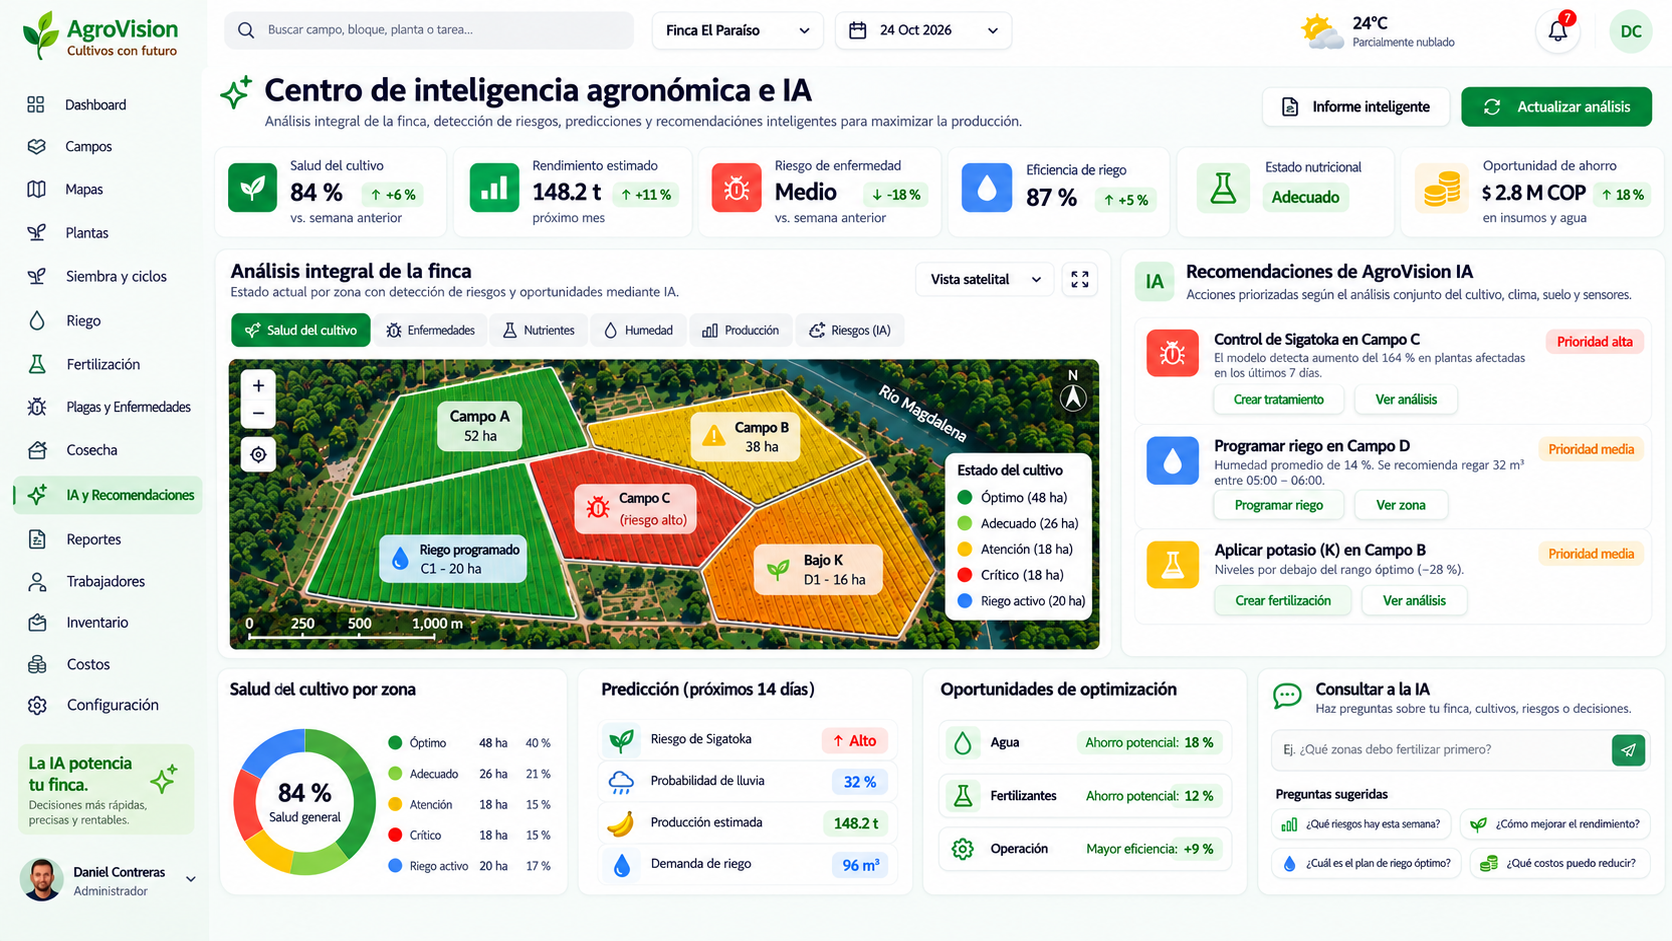 AgroVision
Cultivos con futuro
Buscar campo, bloque, planta o tarea...
Finca El Paraíso
24 Oct 2026
24°C
Parcialmente nublado
7
DC
Dashboard
Campos
Mapas
Plantas
Siembra y ciclos
Riego
Fertilización
Plagas y Enfermedades
Cosecha
IA y Recomendaciones
Reportes
Trabajadores
Inventario
Costos
Configuración
La IA potencia
tu finca.
Decisiones más rápidas,
precisas y rentables.
Daniel Contreras
Administrador
Centro de inteligencia agronómica e IA
Análisis integral de la finca, detección de riesgos, predicciones y recomendaciónes inteligentes para maximizar la producción.
Informe inteligente
Actualizar análisis
Salud del cultivo
84 %
↑ +6 %
vs. semana anterior
Rendimiento estimado
148.2 t
↑ +11 %
próximo mes
Riesgo de enfermedad
Medio
↓ -18 %
vs. semana anterior
Eficiencia de riego
87 %
↑ +5 %
Estado nutricional
Adecuado
Oportunidad de ahorro
$ 2.8 M COP
↑ 18 %
en insumos y agua
Análisis integral de la finca
Estado actual por zona con detección de riesgos y oportunidades mediante IA.
Vista satelital
Salud del cultivo
Enfermedades
Nutrientes
Humedad
Producción
Riesgos (IA)
+
−
Campo A
52 ha
Campo B
38 ha
Campo C
(riesgo alto)
Riego programado
C1 - 20 ha
Bajo K
D1 - 16 ha
Río Magdalena
N
0 250 500 1,000 m
Estado del cultivo
Óptimo (48 ha)
Adecuado (26 ha)
Atención (18 ha)
Crítico (18 ha)
Riego activo (20 ha)
IA
Recomendaciones de AgroVision IA
Acciones priorizadas según el análisis conjunto del cultivo, clima, suelo y sensores.
Control de Sigatoka en Campo C
Prioridad alta
El modelo detecta aumento del 164 % en plantas afectadas
en los últimos 7 días.
Crear tratamiento
Ver análisis
Programar riego en Campo D
Prioridad media
Humedad promedio de 14 %. Se recomienda regar 32 m³
entre 05:00 – 06:00.
Programar riego
Ver zona
Aplicar potasio (K) en Campo B
Prioridad media
Niveles por debajo del rango óptimo (−28 %).
Crear fertilización
Ver análisis
Salud del cultivo por zona
84 %
Salud general
Óptimo 48 ha 40 %
Adecuado 26 ha 21 %
Atención 18 ha 15 %
Crítico 18 ha 15 %
Riego activo 20 ha 17 %
Predicción (próximos 14 días)
Riesgo de Sigatoka ↑ Alto
Probabilidad de lluvia 32 %
Producción estimada 148.2 t
Demanda de riego 96 m³
Oportunidades de optimización
Agua Ahorro potencial: 18 %
Fertilizantes Ahorro potencial: 12 %
Operación Mayor eficiencia: +9 %
Consultar a la IA
Haz preguntas sobre tu finca, cultivos, riesgos o decisiones.
Ej. ¿Qué zonas debo fertilizar primero?
Preguntas sugeridas
¿Qué riesgos hay esta semana?
¿Cómo mejorar el rendimiento?
¿Cuál es el plan de riego óptimo?
¿Qué costos puedo reducir?